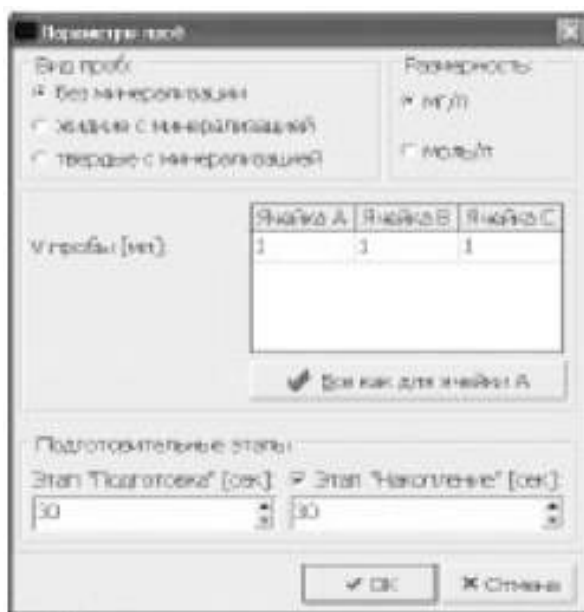 Параметры проб
Вид проб:
без минерализации
жидкие с минерализацией
твердые с минерализацией
Размерность:
мг/л
моль/л
Ячейка A Ячейка B Ячейка C
V пробы [мл]: 1 1 1
Все как для ячейки A
Подготовительные этапы:
Этап "Подготовка" [сек]: Этап "Накопление" [сек]:
30 30
OK Отмена